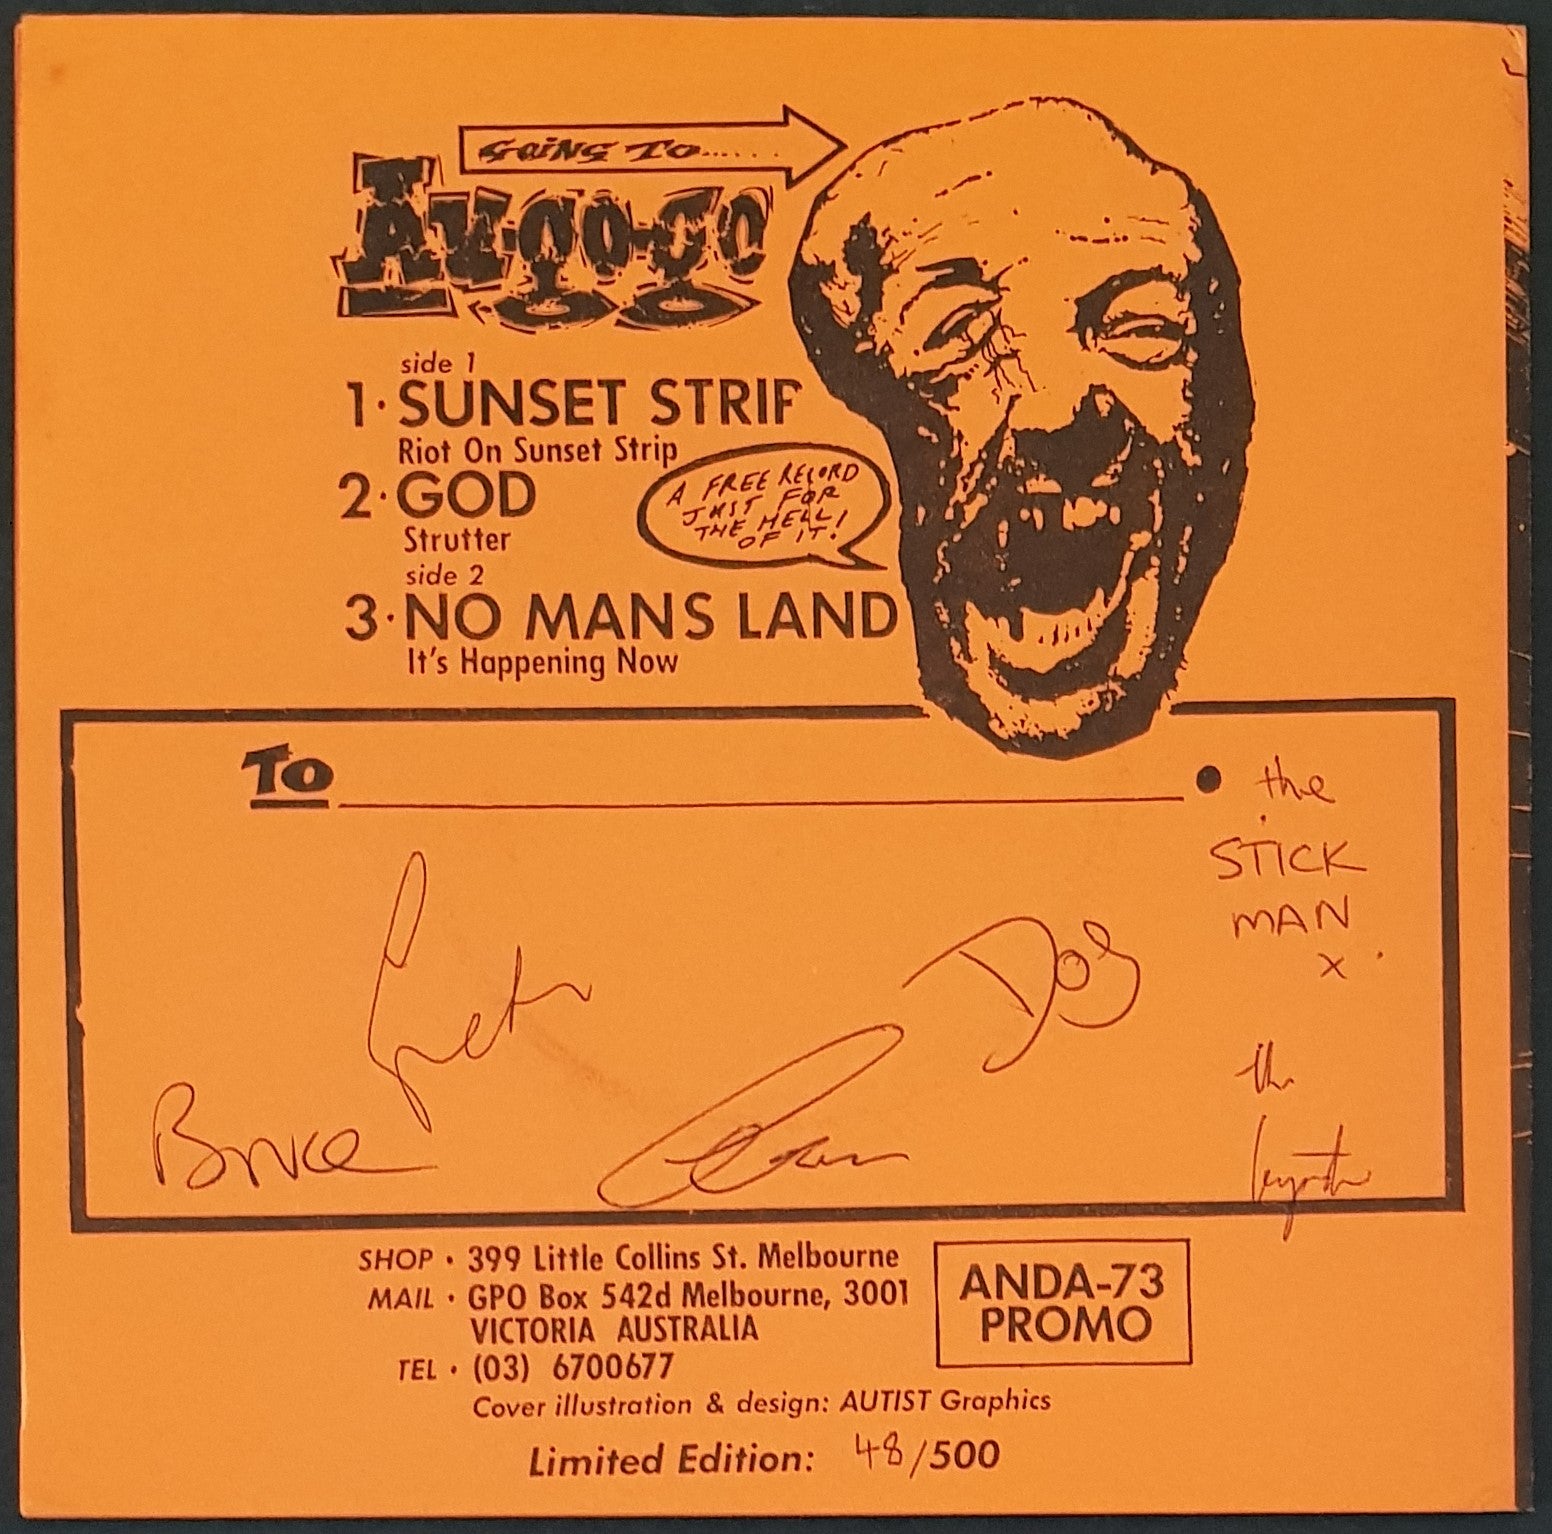 GOING TO......
AU-GO-GO
side 1
1·SUNSET STRIP
Riot On Sunset Strip
2·GOD
Strutter
A FREE RECORD
JUST FOR
THE HELL
OF IT!
side 2
3·NO MANS LAND
It's Happening Now
To
the
STICK
MAN
x
Dog
Bruce
the
SHOP · 399 Little Collins St. Melbourne
MAIL · GPO Box 542d Melbourne, 3001
VICTORIA AUSTRALIA
TEL · (03) 6700677
ANDA-73
PROMO
Cover illustration & design: AUTIST Graphics
Limited Edition: 48/500